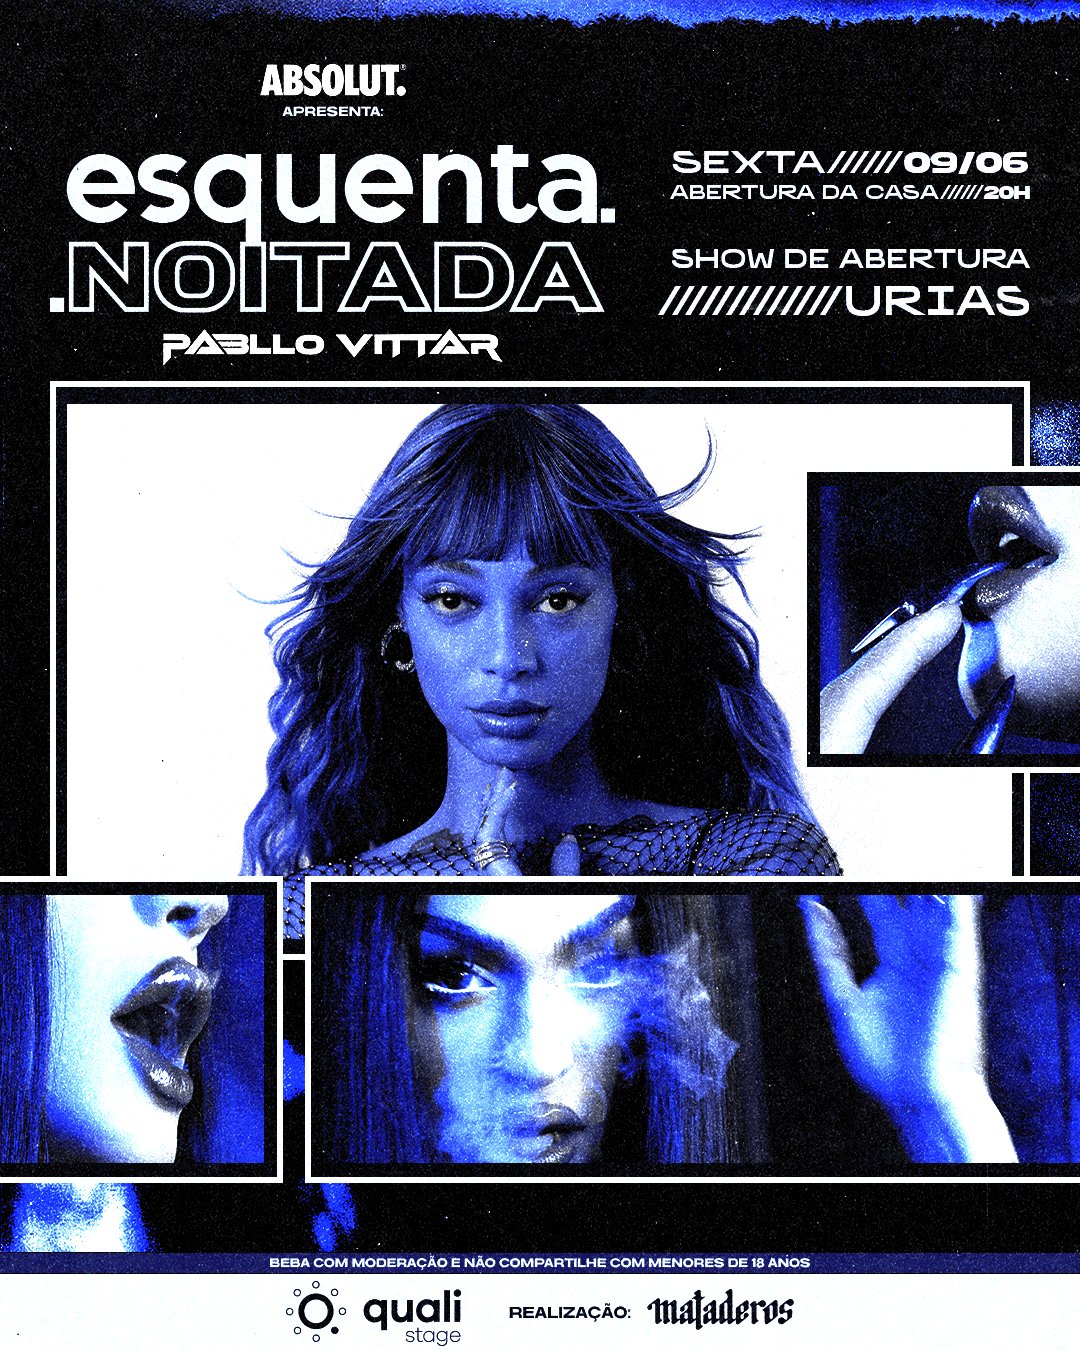 ABSOLUT.
APRESENTA:
esquenta.
.NOITADA
PABLLO VITTAR
SEXTA//////09/06
ABERTURA DA CASA//////20H
SHOW DE ABERTURA
/////////////URIAS
BEBA COM MODERAÇÃO E NÃO COMPARTILHE COM MENORES DE 18 ANOS
quali
stage
REALIZAÇÃO: mataderos